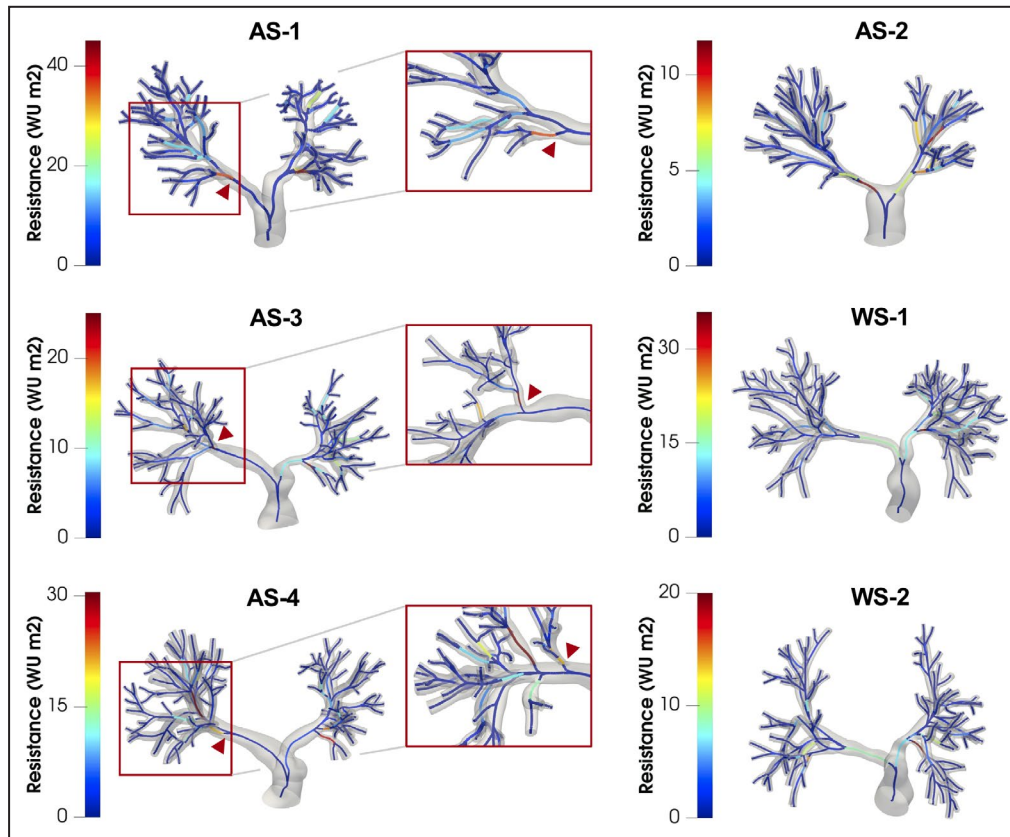 AS-1
Resistance (WU m2)
40
20
0
AS-2
Resistance (WU m2)
10
5
0
AS-3
Resistance (WU m2)
20
10
0
WS-1
Resistance (WU m2)
30
15
0
AS-4
Resistance (WU m2)
30
15
0
WS-2
Resistance (WU m2)
20
10
0